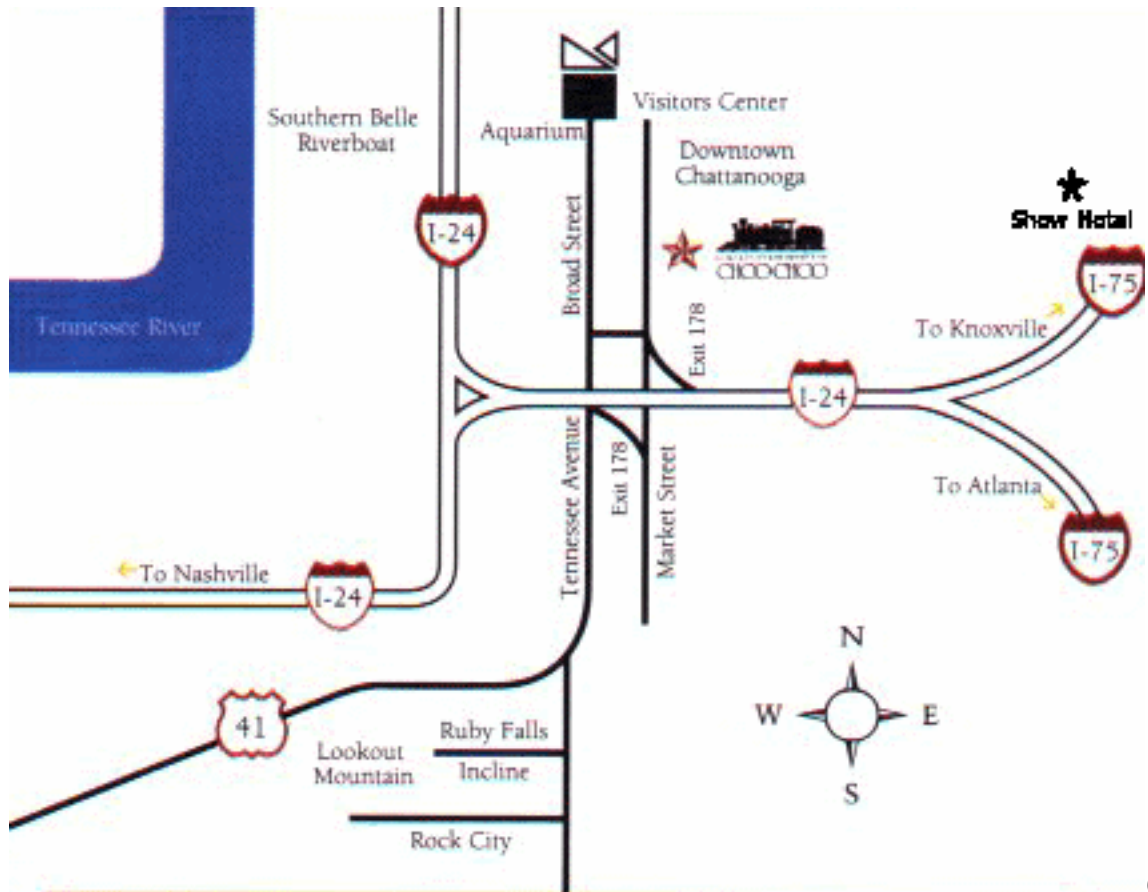 Visitors Center
Southern Belle
Riverboat
Aquarium
Downtown
Chattanooga
I-24
Broad Street
CHOO-CHOO
Show Hotel
I-75
Tennessee River
To Knoxville
Exit 178
I-24
Tennessee Avenue
Exit 178
Market Street
To Atlanta
I-75
To Nashville
I-24
N
W
E
S
41
Ruby Falls
Lookout
Mountain
Incline
Rock City